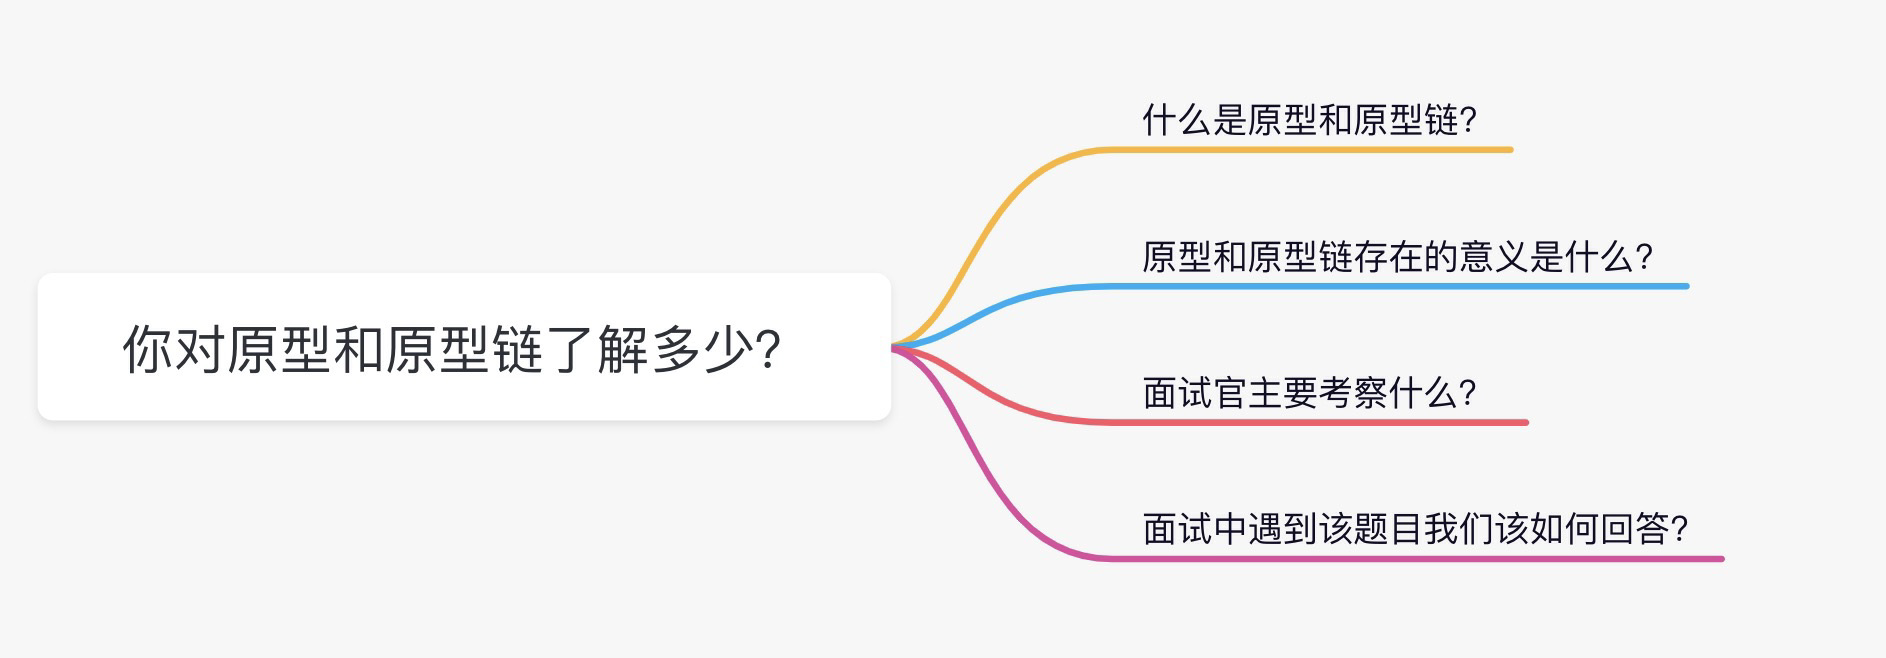 你对原型和原型链了解多少?
什么是原型和原型链?
原型和原型链存在的意义是什么?
面试官主要考察什么?
面试中遇到该题目我们该如何回答?